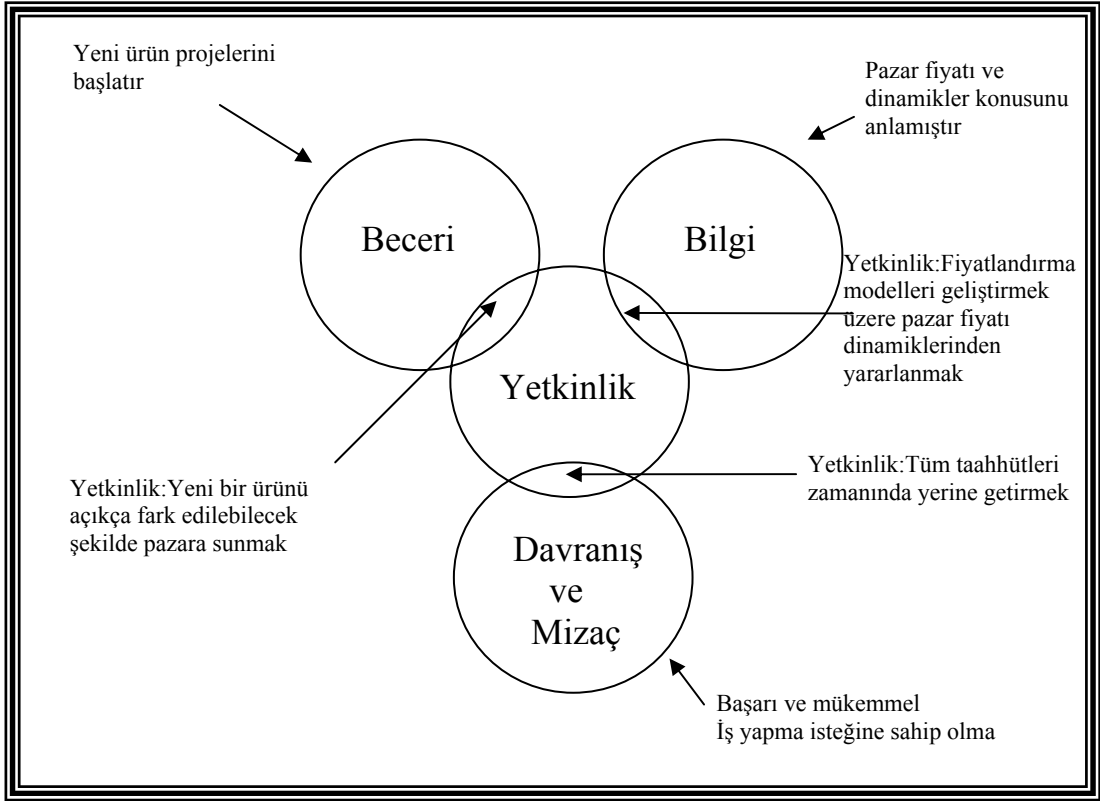 Yeni ürün projelerini
başlatır
Pazar fiyatı ve
dinamikler konusunu
anlamıştır
Beceri
Bilgi
Yetkinlik:Fiyatlandırma
modelleri geliştirmek
üzere pazar fiyatı
dinamiklerinden
yararlanmak
Yetkinlik
Yetkinlik:Tüm taahhütleri
zamanında yerine getirmek
Yetkinlik:Yeni bir ürünü
açıkça fark edilebilecek
şekilde pazara sunmak
Davranış
ve
Mizaç
Başarı ve mükemmel
İş yapma isteğine sahip olma